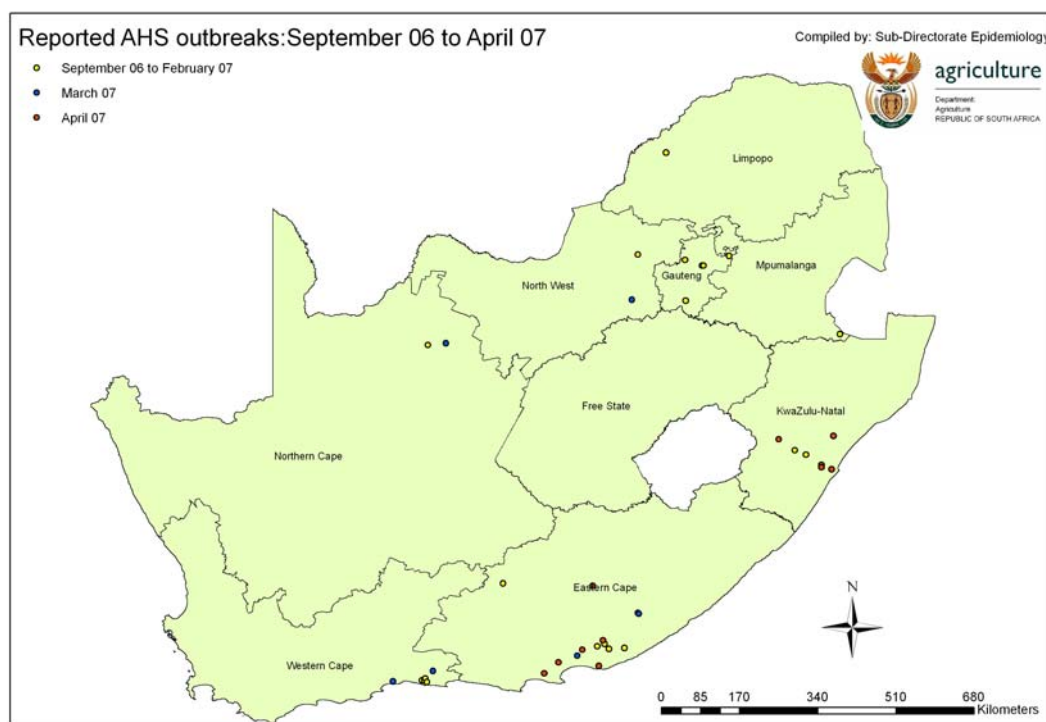 Reported AHS outbreaks:September 06 to April 07
September 06 to February 07
March 07
April 07
Compiled by: Sub-Directorate Epidemiology
agriculture
Department:
Agriculture
REPUBLIC OF SOUTH AFRICA
Limpopo
Mpumalanga
Gauteng
North West
Free State
KwaZulu-Natal
Northern Cape
Eastern Cape
Western Cape
N
0 85 170 340 510 680
Kilometers